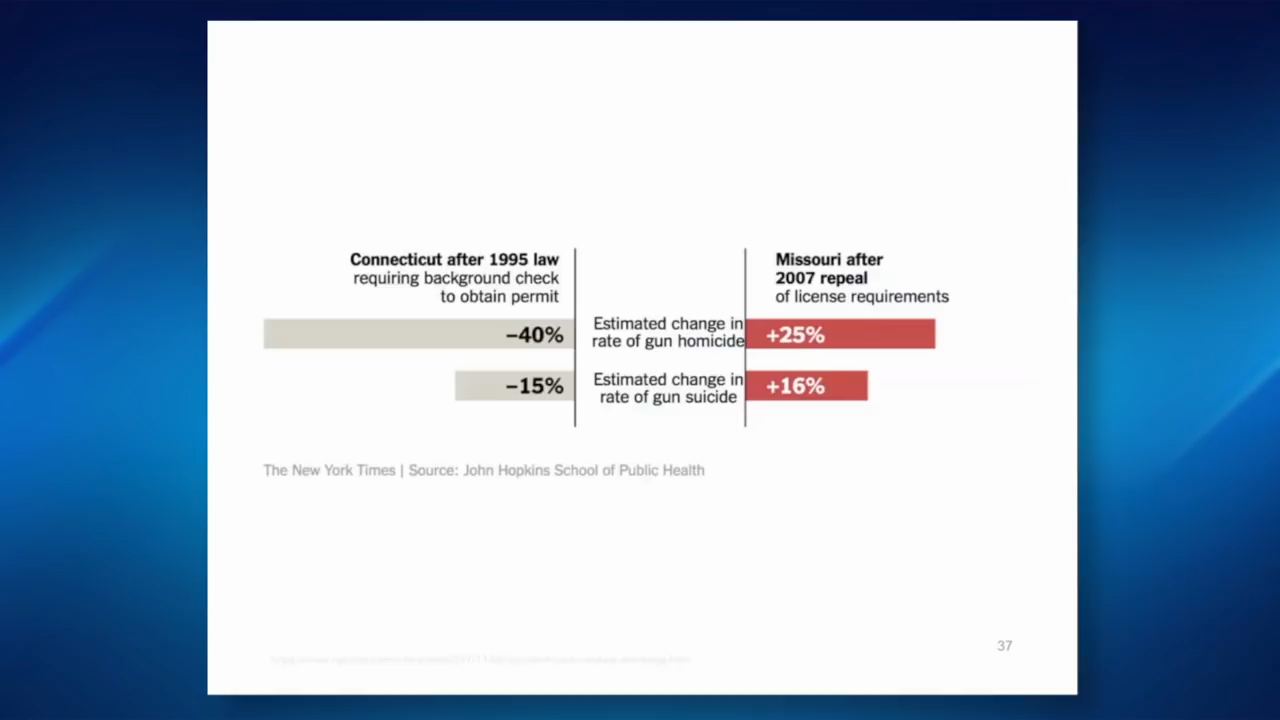 Connecticut after 1995 law
requiring background check
to obtain permit
Missouri after
2007 repeal
of license requirements
−40%
Estimated change in
rate of gun homicide
+25%
−15%
Estimated change in
rate of gun suicide
+16%
The New York Times | Source: John Hopkins School of Public Health
37